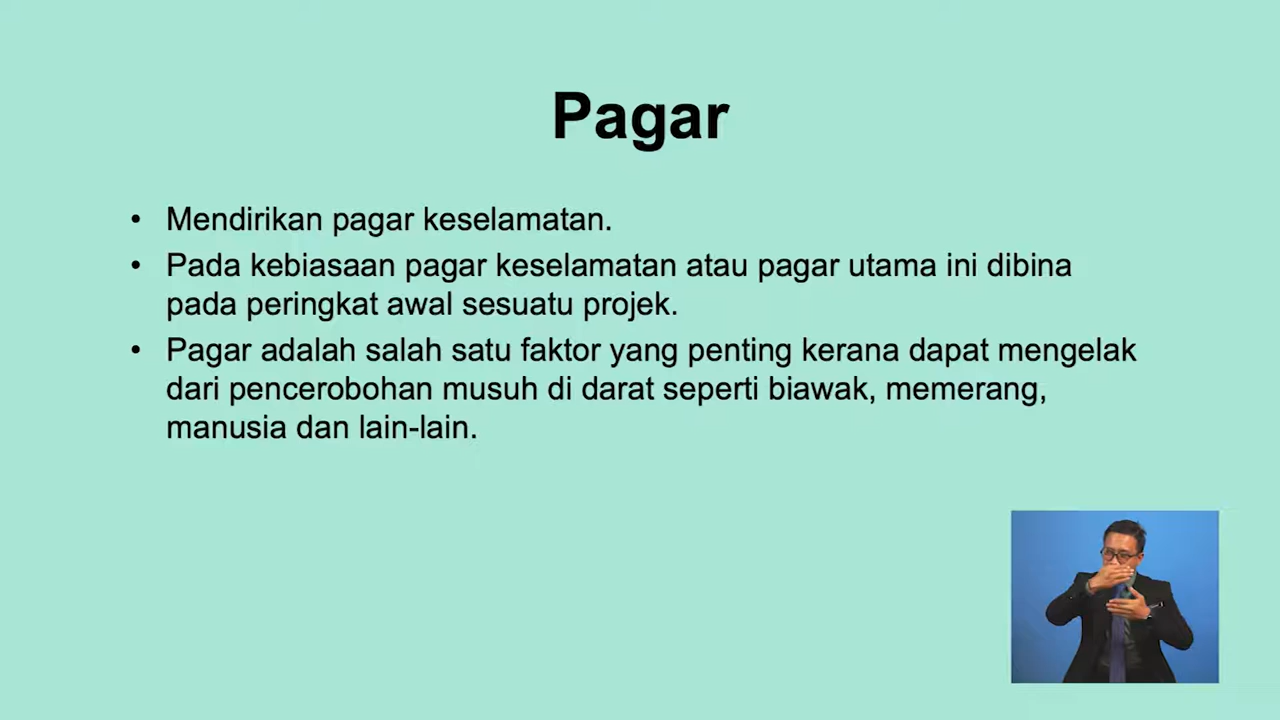 Pagar
• Mendirikan pagar keselamatan.
• Pada kebiasaan pagar keselamatan atau pagar utama ini dibina
pada peringkat awal sesuatu projek.
• Pagar adalah salah satu faktor yang penting kerana dapat mengelak
dari pencerobohan musuh di darat seperti biawak, memerang,
manusia dan lain-lain.